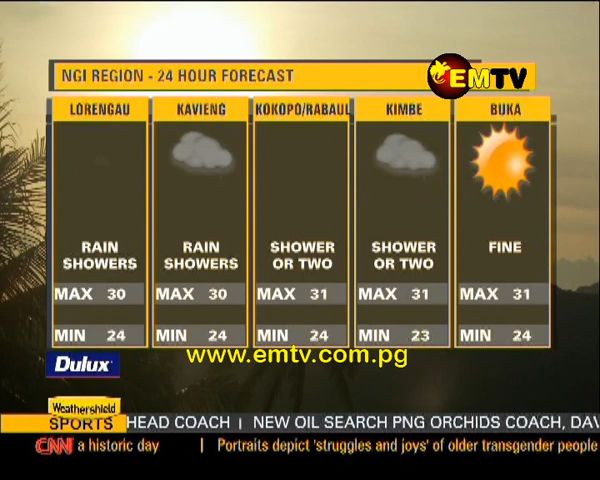 NGI REGION - 24 HOUR FORECAST
EMTV
LORENGAU
RAIN
SHOWERS
MAX 30
MIN 24
KAVIENG
RAIN
SHOWERS
MAX 30
MIN 24
KOKOPO/RABAUL
SHOWER
OR TWO
MAX 31
MIN 24
KIMBE
SHOWER
OR TWO
MAX 31
MIN 23
BUKA
FINE
MAX 31
MIN 24
www.emtv.com.pg
Dulux
Weathershield
SPORTS HEAD COACH | NEW OIL SEARCH PNG ORCHIDS COACH, DAV
CNN a historic day | Portraits depict 'struggles and joys' of older transgender people